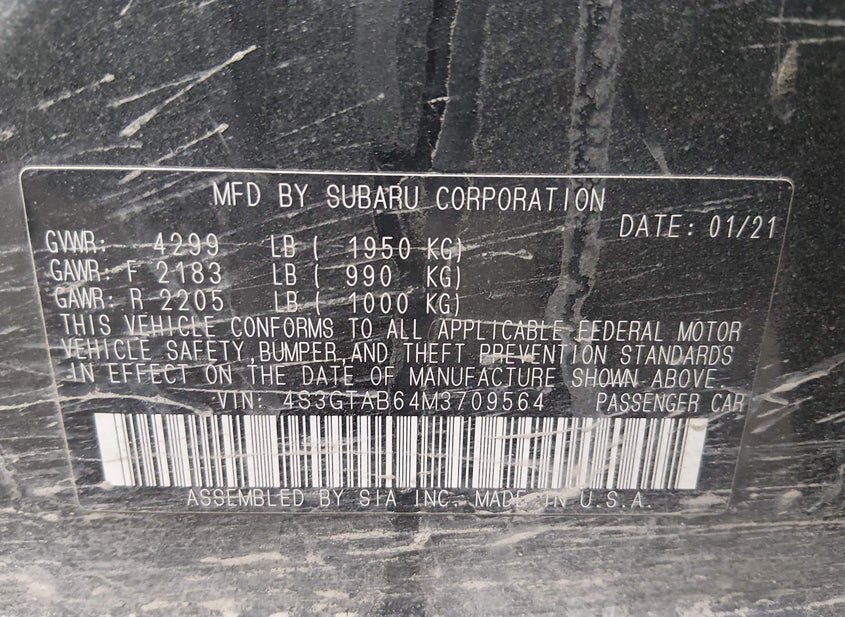 MFD BY SUBARU CORPORATION
DATE: 01/21
GVWR: 4299 LB ( 1950 KG)
GAWR: F 2183 LB ( 990 KG)
GAWR: R 2205 LB ( 1000 KG)
THIS VEHICLE CONFORMS TO ALL APPLICABLE FEDERAL MOTOR
VEHICLE SAFETY, BUMPER, AND THEFT PREVENTION STANDARDS
IN EFFECT ON THE DATE OF MANUFACTURE SHOWN ABOVE.
VIN: 4S3GTAB64M3709564 PASSENGER CAR
ASSEMBLED BY SIA INC. MADE IN U.S.A.